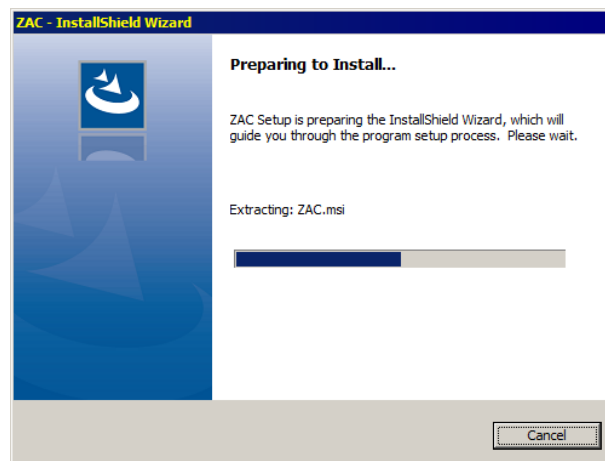 ZAC - InstallShield Wizard
Preparing to Install...
ZAC Setup is preparing the InstallShield Wizard, which will
guide you through the program setup process. Please wait.
Extracting: ZAC.msi
Cancel